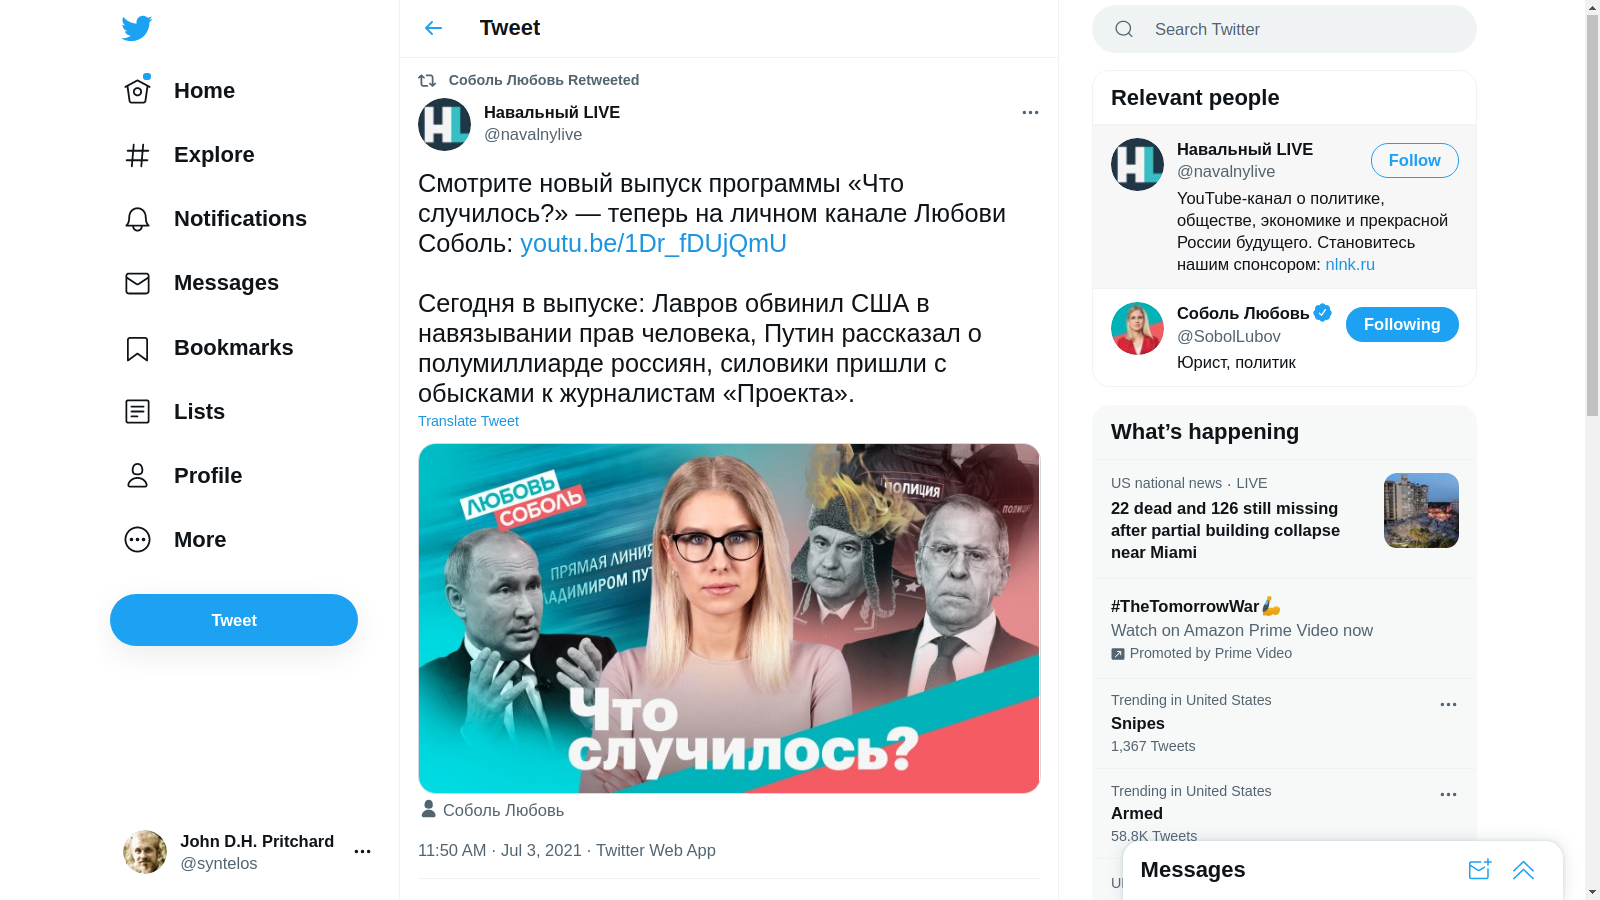 Home
Explore
Notifications
Messages
Bookmarks
Lists
Profile
More
Tweet
John D.H. Pritchard
@syntelos
Tweet
Соболь Любовь Retweeted
Навальный LIVE
@navalnylive
Смотрите новый выпуск программы «Что
случилось?» — теперь на личном канале Любови
Соболь: youtu.be/1Dr_fDUjQmU
Сегодня в выпуске: Лавров обвинил США в
навязывании прав человека, Путин рассказал о
полумиллиарде россиян, силовики пришли с
обысками к журналистам «Проекта».
Translate Tweet
ЛЮБОВЬ
СОБОЛЬ
ПРЯМАЯ ЛИНИЯ
ПОЛИЦИЯ
Что
случилось?
Соболь Любовь
11:50 AM · Jul 3, 2021 · Twitter Web App
Search Twitter
Relevant people
HL
Навальный LIVE
@navalnylive
Follow
YouTube-канал о политике,
обществе, экономике и прекрасной
России будущего. Становитесь
нашим спонсором: nlnk.ru
Соболь Любовь
@SobolLubov
Following
Юрист, политик
What’s happening
US national news · LIVE
22 dead and 126 still missing
after partial building collapse
near Miami
#TheTomorrowWar
Watch on Amazon Prime Video now
Promoted by Prime Video
Trending in United States
Snipes
1,367 Tweets
Trending in United States
Armed
58.8K Tweets
Messages